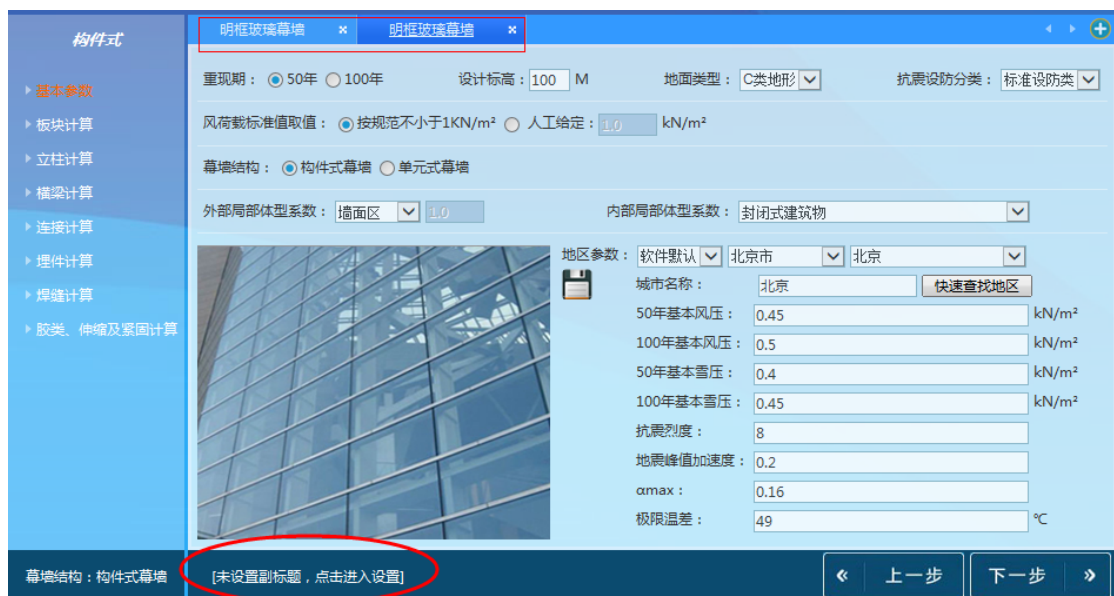 构件式
明框玻璃幕墙 × 明框玻璃幕墙 ×
基本参数
板块计算
立柱计算
横梁计算
连接计算
埋件计算
焊缝计算
胶类、伸缩及紧固计算
重现期： 50年 100年 设计标高：100 M 地面类型： C类地形 抗震设防分类： 标准设防类
风荷载标准值取值： 按规范不小于1KN/m² 人工给定：1.0 kN/m²
幕墙结构： 构件式幕墙 单元式幕墙
外部局部体型系数： 墙面区 1.0 内部局部体型系数： 封闭式建筑物
地区参数： 软件默认 北京市 北京
城市名称： 北京 快速查找地区
50年基本风压： 0.45 kN/m²
100年基本风压： 0.5 kN/m²
50年基本雪压： 0.4 kN/m²
100年基本雪压： 0.45 kN/m²
抗震烈度： 8
地震峰值加速度： 0.2
αmax： 0.16
极限温差： 49 ℃
幕墙结构：构件式幕墙 [未设置副标题，点击进入设置] « 上一步 下一步 »